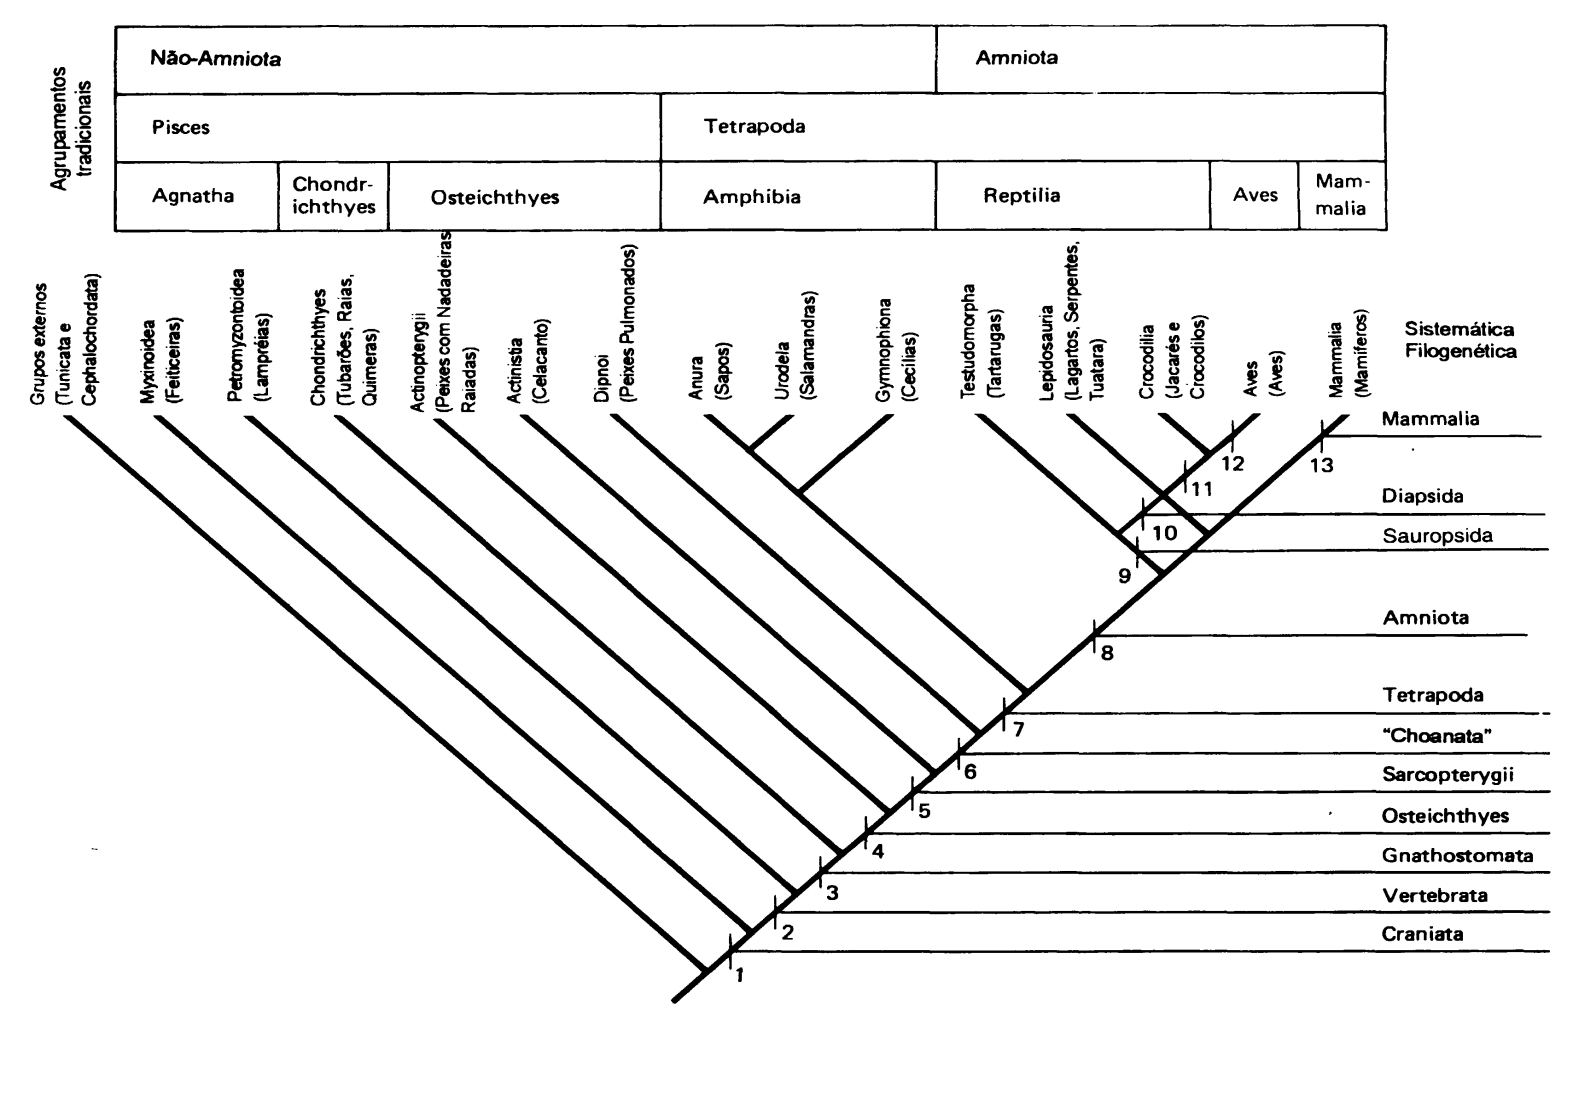 Agrupamentos
tradicionais
Não-Amniota
Amniota
Pisces
Tetrapoda
Agnatha
Chondr-
ichthyes
Osteichthyes
Amphibia
Reptilia
Aves
Mam-
malia
Grupos externos
(Tunicata e
Cephalochordata)
Myxinoidea
(Feiticeiras)
Petromyzontoidea
(Lampréias)
Chondrichthyes
(Tubarões, Raias,
Quimeras)
Actinopterygii
(Peixes com Nadadeiras
Raiadas)
Actinistia
(Celacanto)
Dipnoi
(Peixes Pulmonados)
Anura
(Sapos)
Urodela
(Salamandras)
Gymnophiona
(Cecilias)
Testudomorpha
(Tartarugas)
Lepidosauria
(Lagartos, Serpentes,
Tuatara)
Crocodilia
(Jacarés e
Crocodilos)
Aves
(Aves)
Mammalia
(Mamíferos)
Sistemática
Filogenética
Mammalia
12
13
11
Diapsida
10
Sauropsida
9
Amniota
8
Tetrapoda
7
"Choanata"
6
Sarcopterygii
5
Osteichthyes
4
Gnathostomata
3
Vertebrata
2
Craniata
1